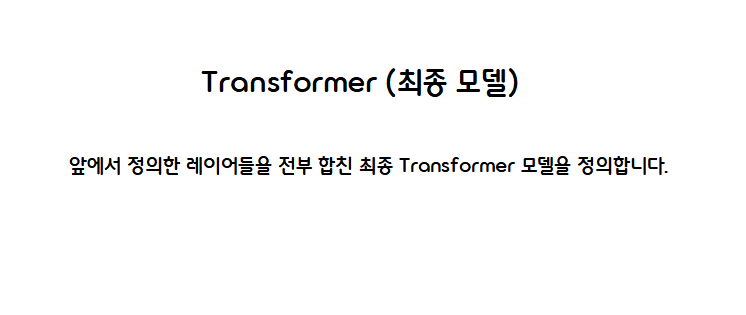 Transformer (최종 모델)
앞에서 정의한 레이어들을 전부 합친 최종 Transformer 모델을 정의합니다.